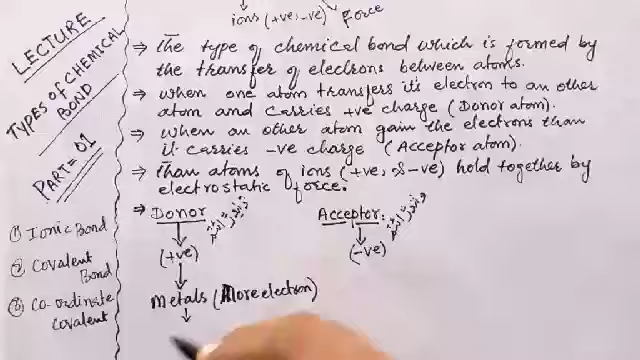 ions (+ve, -ve) force
LECTURE
TYPES OF CHEMICAL
BOND
PART= 01
① Ionic Bond
② Covalent
Bond
③ Co-ordinate
Covalent
⇒ The type of chemical bond which is formed by
the transfer of electrons between atoms.
⇒ when one atom transfers it's electron to an other
atom and carries +ve charge (Donor atom).
⇒ when an other atom gain the electrons than
it carries -ve charge (Acceptor atom).
⇒ Than atoms of ions (+ve, & -ve) hold together by
electrostatic force.
⇒ Donor Acceptor:
(+ve) (-ve)
Metals (More electron)